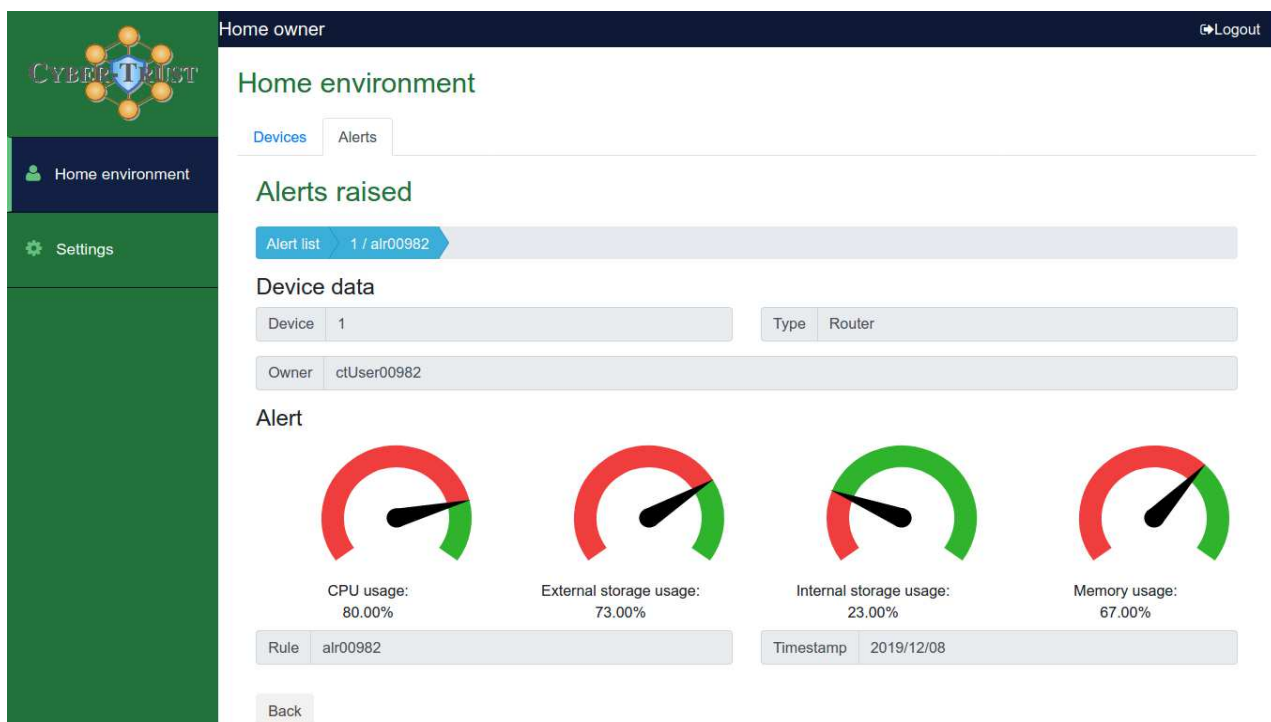 Home owner
Logout
CYBER-TRUST
Home environment
Settings
Home environment
Devices
Alerts
Alerts raised
Alert list
1 / alr00982
Device data
Device 1
Type Router
Owner ctUser00982
Alert
CPU usage:
80.00%
External storage usage:
73.00%
Internal storage usage:
23.00%
Memory usage:
67.00%
Rule alr00982
Timestamp 2019/12/08
Back